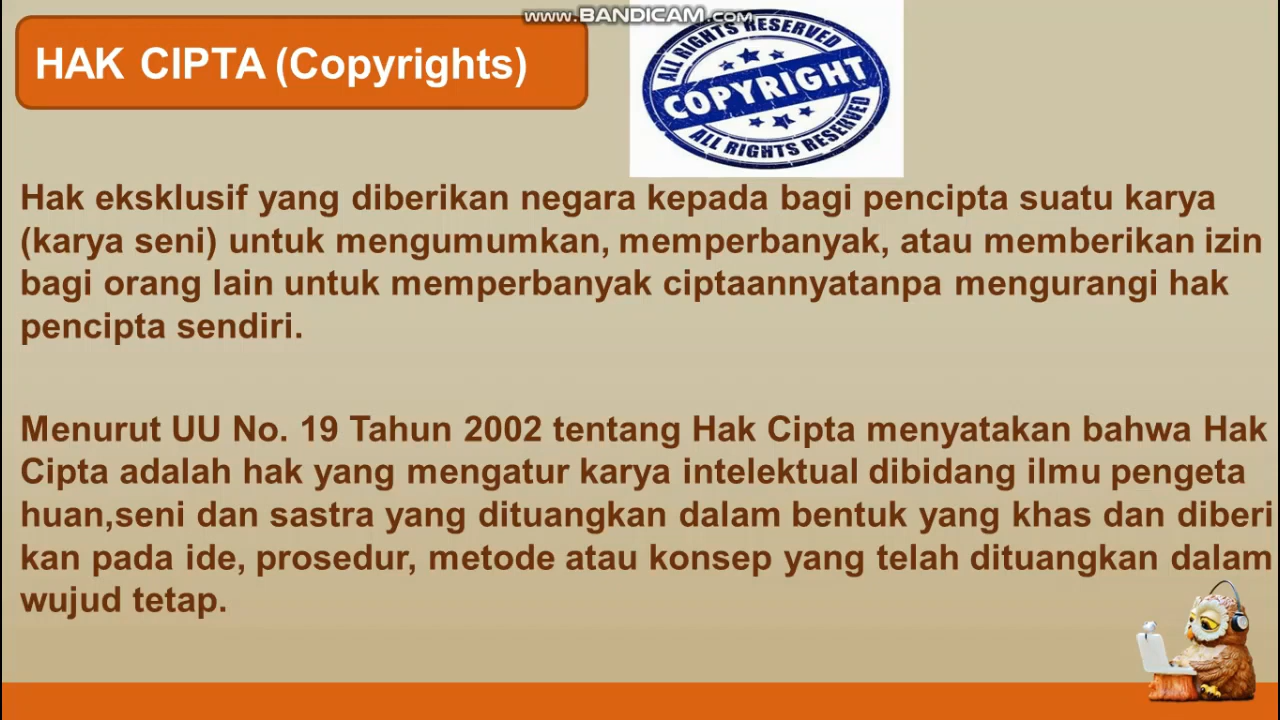 www.BANDICAM.com
HAK CIPTA (Copyrights)
ALL RIGHTS RESERVED
COPYRIGHT
ALL RIGHTS RESERVED
Hak eksklusif yang diberikan negara kepada bagi pencipta suatu karya
(karya seni) untuk mengumumkan, memperbanyak, atau memberikan izin
bagi orang lain untuk memperbanyak ciptaannyatanpa mengurangi hak
pencipta sendiri.
Menurut UU No. 19 Tahun 2002 tentang Hak Cipta menyatakan bahwa Hak
Cipta adalah hak yang mengatur karya intelektual dibidang ilmu pengeta
huan,seni dan sastra yang dituangkan dalam bentuk yang khas dan diberi
kan pada ide, prosedur, metode atau konsep yang telah dituangkan dalam
wujud tetap.